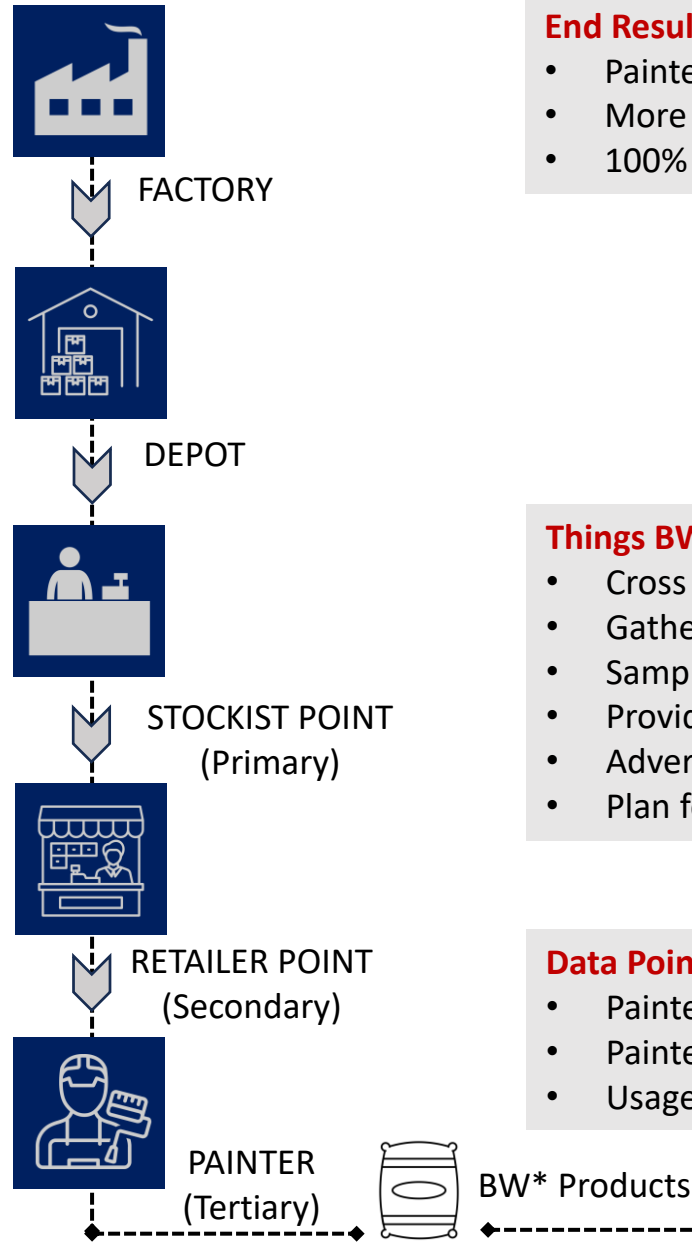 FACTORY
DEPOT
STOCKIST POINT
(Primary)
RETAILER POINT
(Secondary)
PAINTER
(Tertiary)
BW* Products
End Resul
• Painte
• More
• 100%
Things BW
• Cross
• Gathe
• Samp
• Provid
• Adver
• Plan f
Data Poin
• Painte
• Painte
• Usage